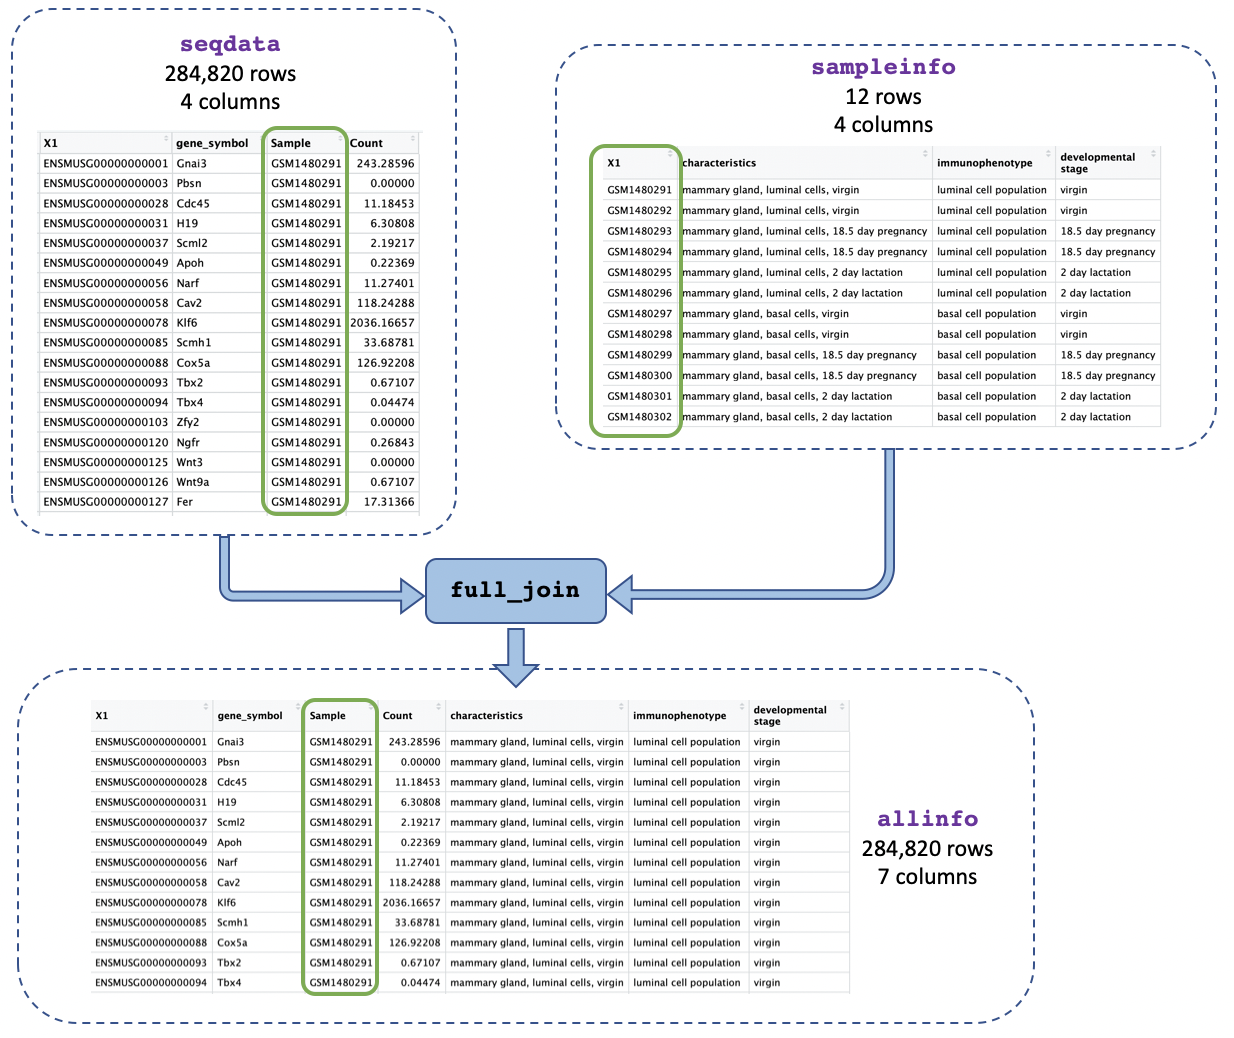 seqdata
284,820 rows
4 columns
X1 gene_symbol Sample Count
ENSMUSG00000000001 Gnai3 GSM1480291 243.28596
ENSMUSG00000000003 Pbsn GSM1480291 0.00000
ENSMUSG00000000028 Cdc45 GSM1480291 11.18453
ENSMUSG00000000031 H19 GSM1480291 6.30808
ENSMUSG00000000037 Scml2 GSM1480291 2.19217
ENSMUSG00000000049 Apoh GSM1480291 0.22369
ENSMUSG00000000056 Narf GSM1480291 11.27401
ENSMUSG00000000058 Cav2 GSM1480291 118.24288
ENSMUSG00000000078 Klf6 GSM1480291 2036.16657
ENSMUSG00000000085 Scmh1 GSM1480291 33.68781
ENSMUSG00000000088 Cox5a GSM1480291 126.92208
ENSMUSG00000000093 Tbx2 GSM1480291 0.67107
ENSMUSG00000000094 Tbx4 GSM1480291 0.04474
ENSMUSG00000000103 Zfy2 GSM1480291 0.00000
ENSMUSG00000000120 Ngfr GSM1480291 0.26843
ENSMUSG00000000125 Wnt3 GSM1480291 0.00000
ENSMUSG00000000126 Wnt9a GSM1480291 0.67107
ENSMUSG00000000127 Fer GSM1480291 17.31366
sampleinfo
12 rows
4 columns
X1 characteristics immunophenotype developmental
stage
GSM1480291 mammary gland, luminal cells, virgin luminal cell population virgin
GSM1480292 mammary gland, luminal cells, virgin luminal cell population virgin
GSM1480293 mammary gland, luminal cells, 18.5 day pregnancy luminal cell population 18.5 day pregnancy
GSM1480294 mammary gland, luminal cells, 18.5 day pregnancy luminal cell population 18.5 day pregnancy
GSM1480295 mammary gland, luminal cells, 2 day lactation luminal cell population 2 day lactation
GSM1480296 mammary gland, luminal cells, 2 day lactation luminal cell population 2 day lactation
GSM1480297 mammary gland, basal cells, virgin basal cell population virgin
GSM1480298 mammary gland, basal cells, virgin basal cell population virgin
GSM1480299 mammary gland, basal cells, 18.5 day pregnancy basal cell population 18.5 day pregnancy
GSM1480300 mammary gland, basal cells, 18.5 day pregnancy basal cell population 18.5 day pregnancy
GSM1480301 mammary gland, basal cells, 2 day lactation basal cell population 2 day lactation
GSM1480302 mammary gland, basal cells, 2 day lactation basal cell population 2 day lactation
full_join
X1 gene_symbol Sample Count characteristics immunophenotype developmental
stage
ENSMUSG00000000001 Gnai3 GSM1480291 243.28596 mammary gland, luminal cells, virgin luminal cell population virgin
ENSMUSG00000000003 Pbsn GSM1480291 0.00000 mammary gland, luminal cells, virgin luminal cell population virgin
ENSMUSG00000000028 Cdc45 GSM1480291 11.18453 mammary gland, luminal cells, virgin luminal cell population virgin
ENSMUSG00000000031 H19 GSM1480291 6.30808 mammary gland, luminal cells, virgin luminal cell population virgin
ENSMUSG00000000037 Scml2 GSM1480291 2.19217 mammary gland, luminal cells, virgin luminal cell population virgin
ENSMUSG00000000049 Apoh GSM1480291 0.22369 mammary gland, luminal cells, virgin luminal cell population virgin
ENSMUSG00000000056 Narf GSM1480291 11.27401 mammary gland, luminal cells, virgin luminal cell population virgin
ENSMUSG00000000058 Cav2 GSM1480291 118.24288 mammary gland, luminal cells, virgin luminal cell population virgin
ENSMUSG00000000078 Klf6 GSM1480291 2036.16657 mammary gland, luminal cells, virgin luminal cell population virgin
ENSMUSG00000000085 Scmh1 GSM1480291 33.68781 mammary gland, luminal cells, virgin luminal cell population virgin
ENSMUSG00000000088 Cox5a GSM1480291 126.92208 mammary gland, luminal cells, virgin luminal cell population virgin
ENSMUSG00000000093 Tbx2 GSM1480291 0.67107 mammary gland, luminal cells, virgin luminal cell population virgin
ENSMUSG00000000094 Tbx4 GSM1480291 0.04474 mammary gland, luminal cells, virgin luminal cell population virgin
allinfo
284,820 rows
7 columns